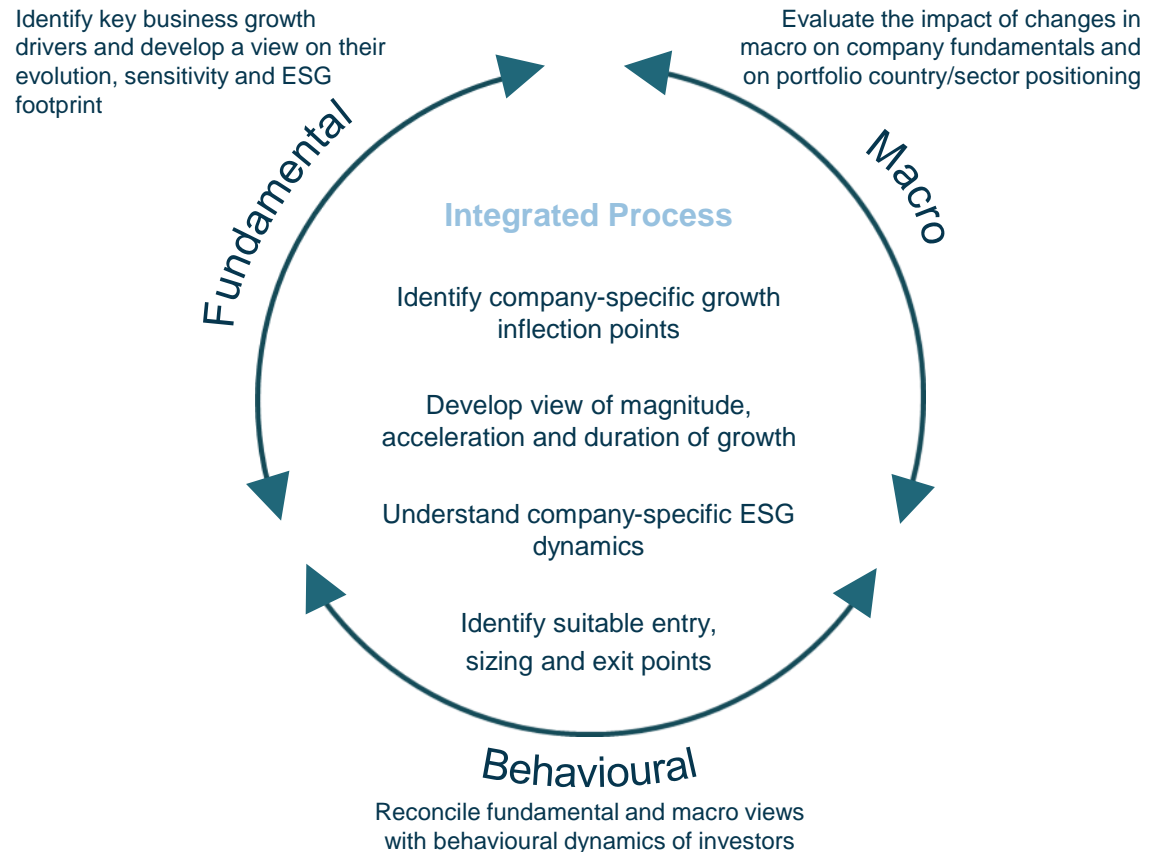 Identify key business growth
drivers and develop a view on their
evolution, sensitivity and ESG
footprint
Evaluate the impact of changes in
macro on company fundamentals and
on portfolio country/sector positioning
Fundamental
Macro
Integrated Process
Identify company-specific growth
inflection points
Develop view of magnitude,
acceleration and duration of growth
Understand company-specific ESG
dynamics
Identify suitable entry,
sizing and exit points
Behavioural
Reconcile fundamental and macro views
with behavioural dynamics of investors